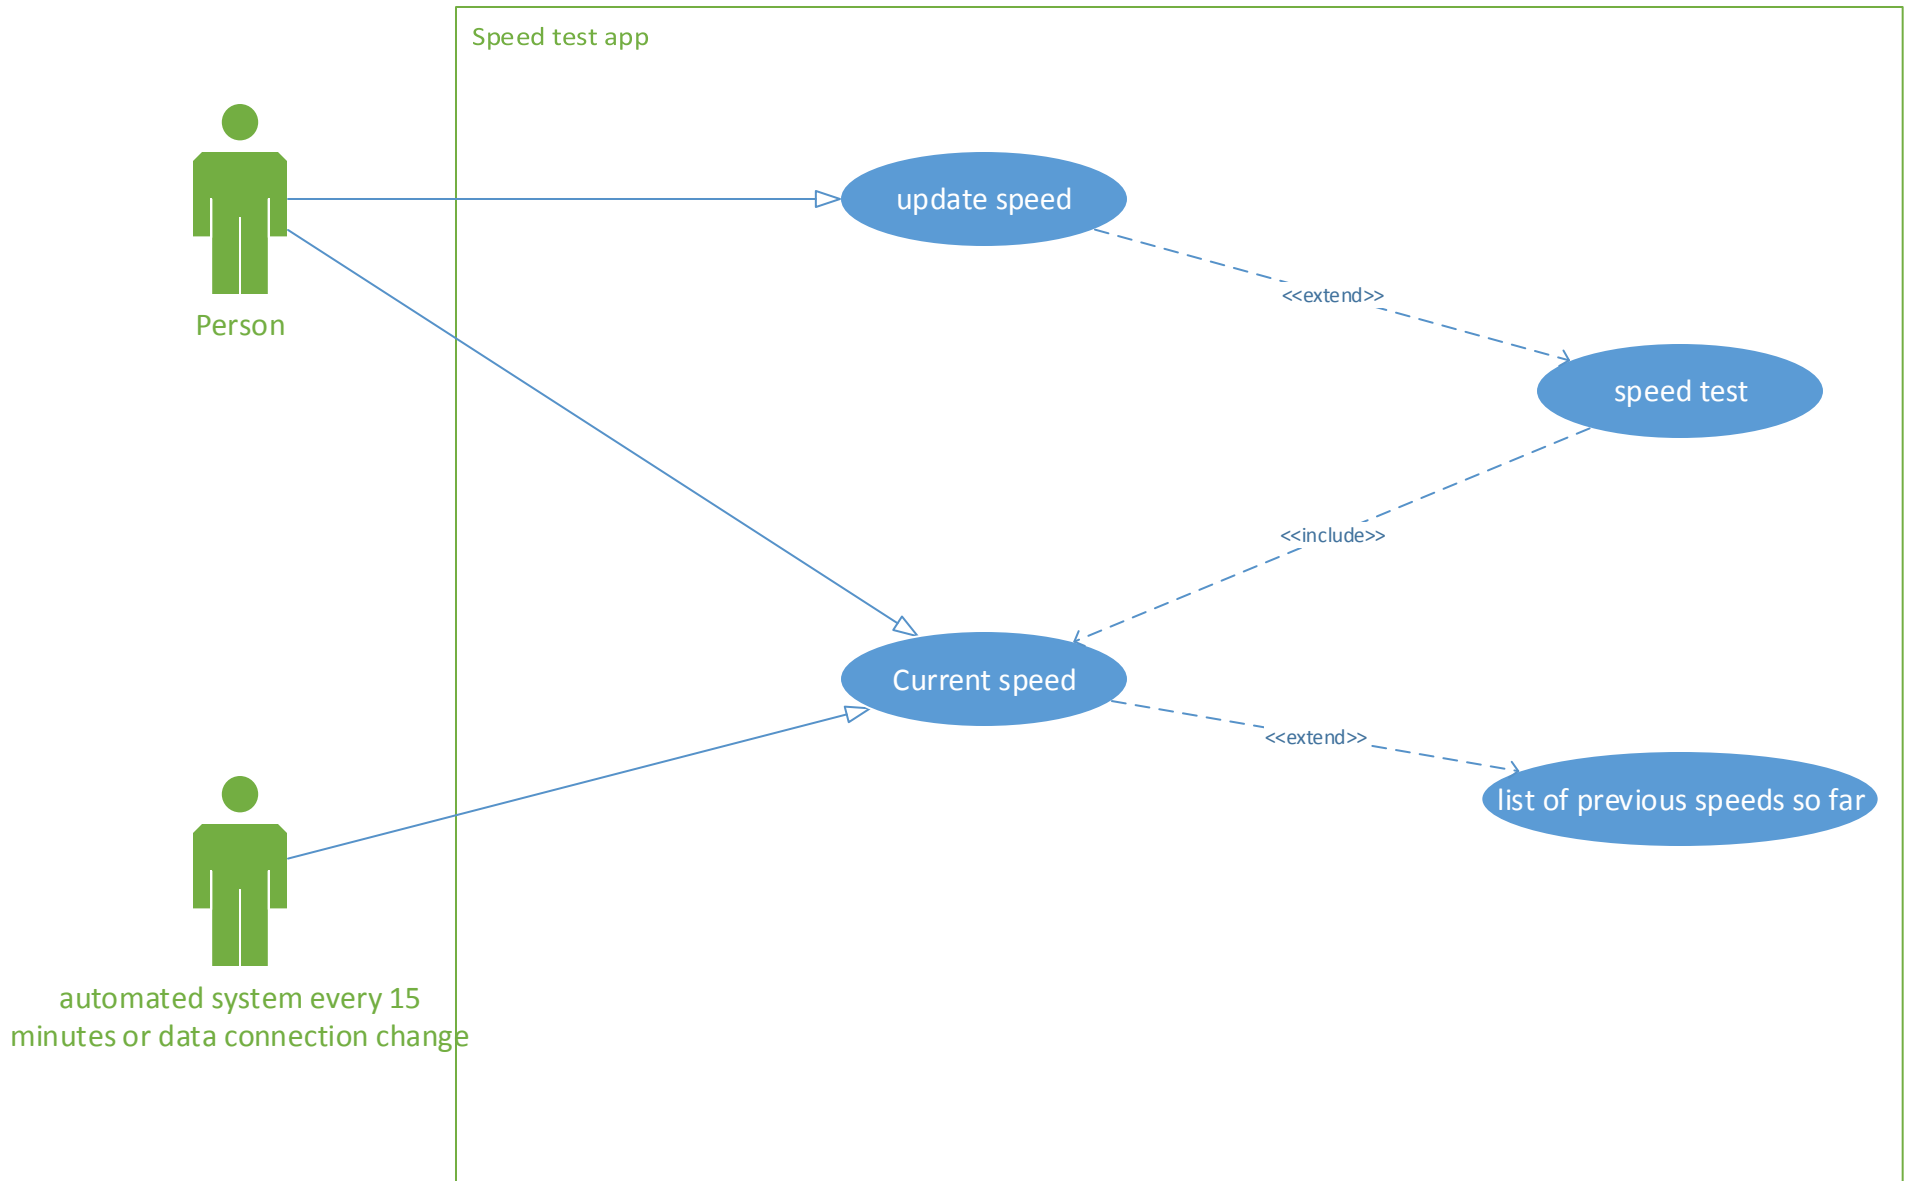 Speed test app
update speed
<<extend>>
Person
speed test
<<include>>
Current speed
<<extend>>
list of previous speeds so far
automated system every 15
minutes or data connection change